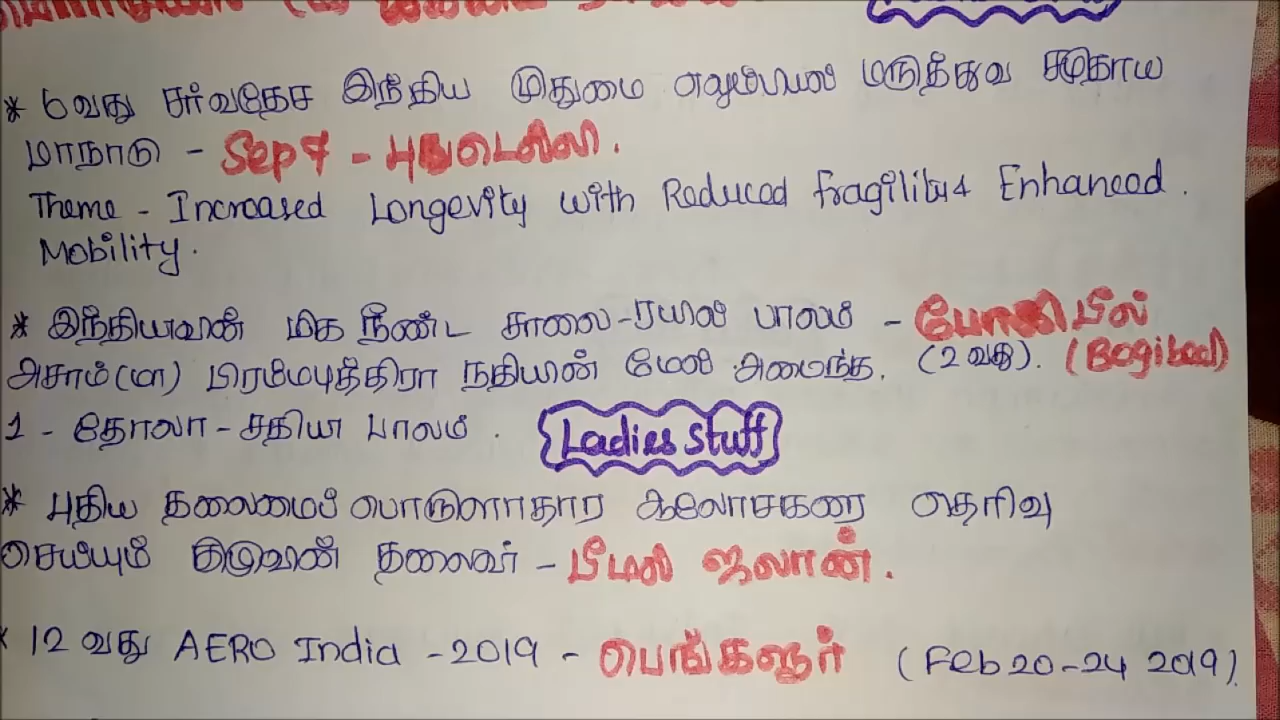 * 6வது சர்வதேச இந்திய முதுமை எலும்பியல் மருத்துவ சமுதாய
மாநாடு - Sep 7 - புதுடெல்லி.
Theme - Increased Longevity with Reduced fragility & Enhanced.
Mobility.
* இந்தியாவின் மிக நீண்ட சாலை-ரயில் பாலம் - போகிபீல்
அசாம்(மா) பிரம்மபுத்திரா நதியின் மேல் அமைந்த. (2வது). (Bogibeel)
1 - தோலா - சதியா பாலம்.
Ladies Stuff
* புதிய தலைமைப் பொருளாதார ஆலோசகரை தெரிவு
செய்யும் குழுவின் தலைவர் - பீமல் ஜலான்.
* 12 வது AERO India - 2019 - பெங்களூர் (Feb 20-24 2019).